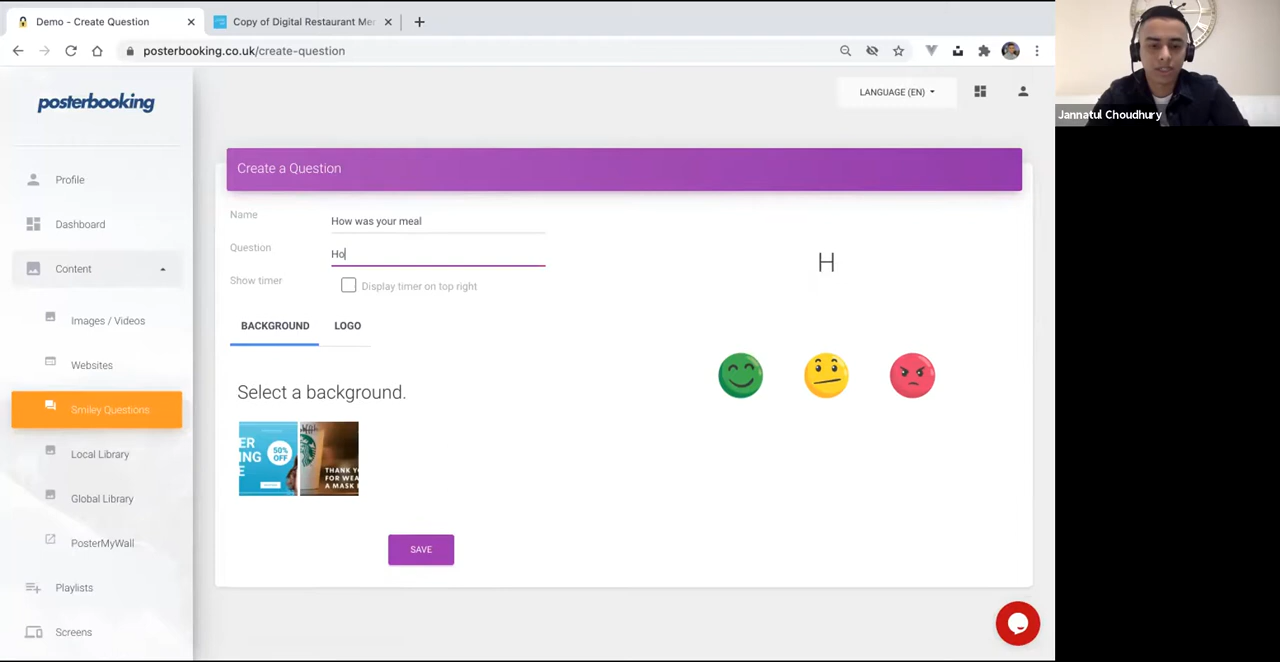 Demo - Create Question
Copy of Digital Restaurant Mer
posterbooking.co.uk/create-question
Jannatul Choudhury
posterbooking
LANGUAGE (EN)
Profile
Dashboard
Content
Images / Videos
Websites
Smiley Questions
Local Library
Global Library
PosterMyWall
Playlists
Screens
Create a Question
Name
How was your meal
Question
Ho
H
Show timer
Display timer on top right
BACKGROUND
LOGO
Select a background.
ER
NG
E
50%
OFF
THANK Y
FOR WEA
A MASK
SAVE